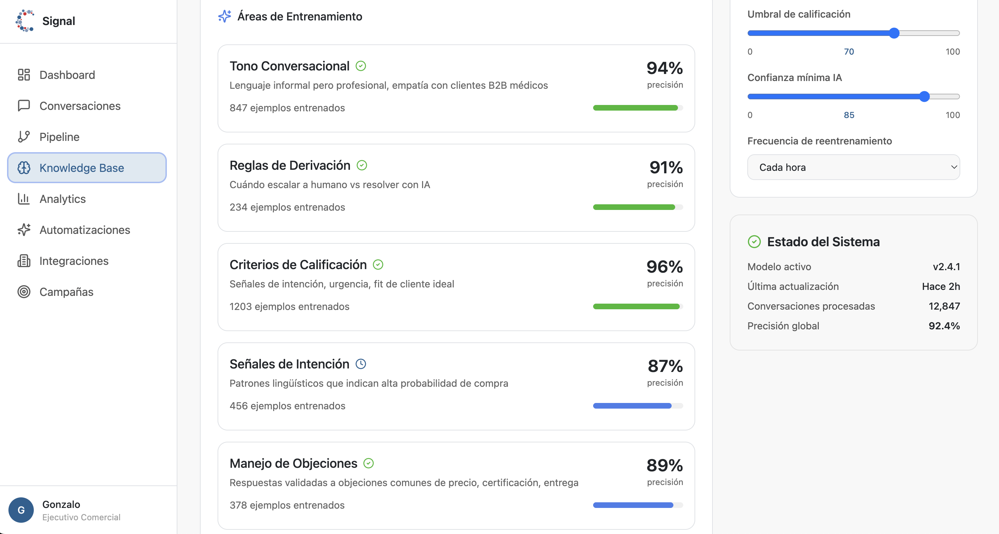 Signal
Dashboard
Conversaciones
Pipeline
Knowledge Base
Analytics
Automatizaciones
Integraciones
Campañas
G
Gonzalo
Ejecutivo Comercial
Áreas de Entrenamiento
Tono Conversacional
94%
Lenguaje informal pero profesional, empatía con clientes B2B médicos
precisión
847 ejemplos entrenados
Reglas de Derivación
91%
Cuándo escalar a humano vs resolver con IA
precisión
234 ejemplos entrenados
Criterios de Calificación
96%
Señales de intención, urgencia, fit de cliente ideal
precisión
1203 ejemplos entrenados
Señales de Intención
87%
Patrones lingüísticos que indican alta probabilidad de compra
precisión
456 ejemplos entrenados
Manejo de Objeciones
89%
Respuestas validadas a objeciones comunes de precio, certificación, entrega
precisión
378 ejemplos entrenados
Umbral de calificación
0 70 100
Confianza mínima IA
0 85 100
Frecuencia de reentrenamiento
Cada hora
Estado del Sistema
Modelo activo v2.4.1
Última actualización Hace 2h
Conversaciones procesadas 12,847
Precisión global 92.4%